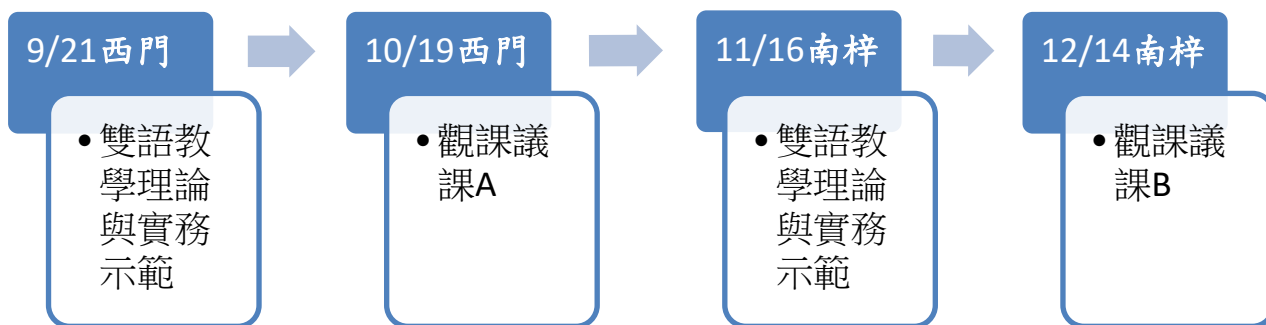 9/21西門
• 雙語教
學理論
與實務
示範
10/19西門
• 觀課議
課A
11/16南梓
• 雙語教
學理論
與實務
示範
12/14南梓
• 觀課議
課B